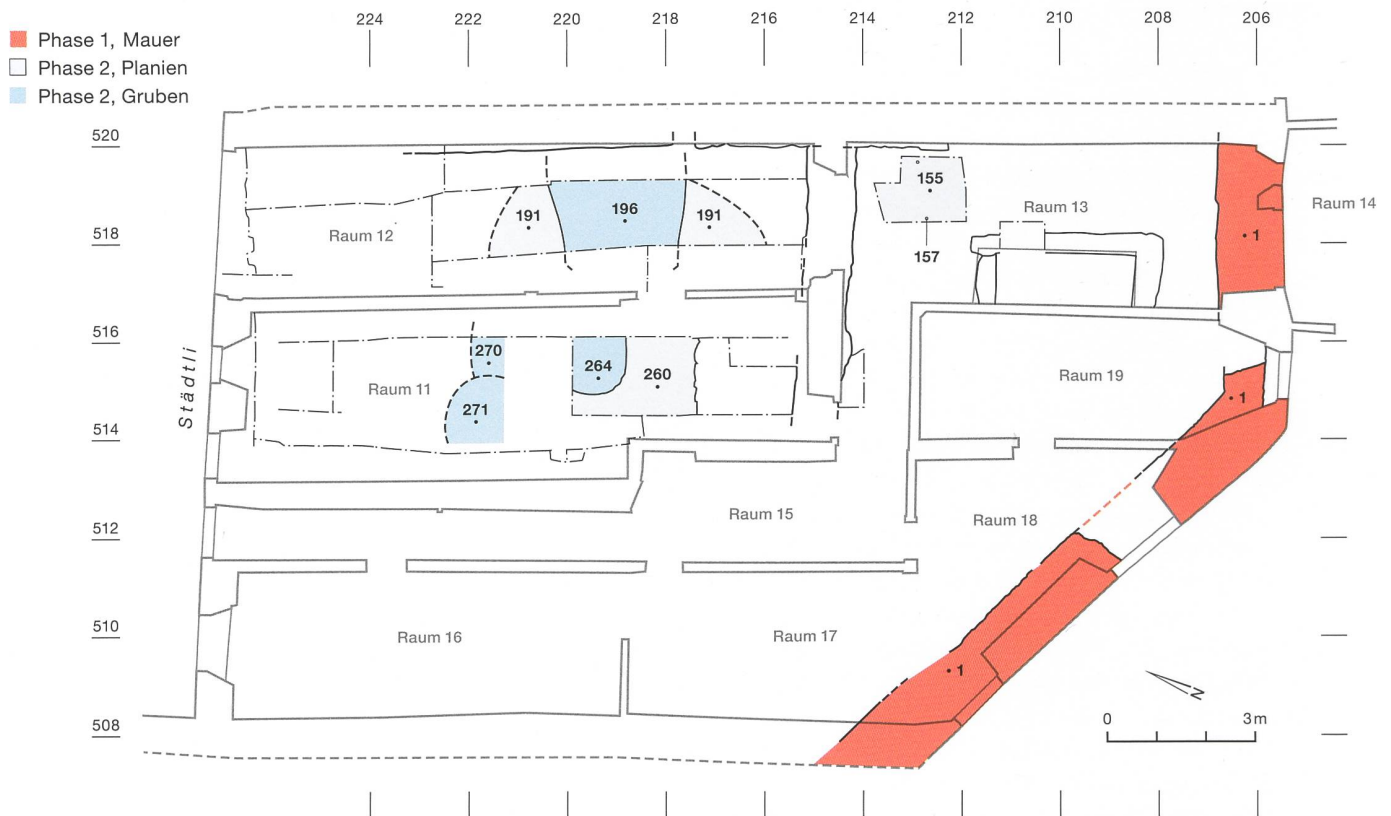 224 222 220 218 216 214 212 210 208 206
Phase 1, Mauer
Phase 2, Planien
Phase 2, Gruben
520
155
191 196 191
Raum 13
Raum 14
Raum 12
1
518
157
516
270
264 260
Raum 11
Raum 19
271
1
Städtli
514
Raum 15
Raum 18
512
510
Raum 16
Raum 17
1
N
508
0 3m